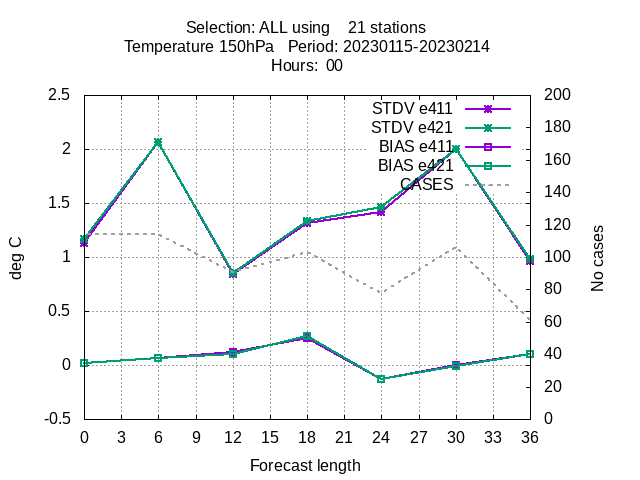 Selection: ALL using    21 stations
Temperature 150hPa   Period: 20230115-20230214
Hours:  00
STDV e411
STDV e421
BIAS e411
BIAS e421
CASES
2.5
2
1.5
1
0.5
0
-0.5
deg C
200
180
160
140
120
100
80
60
40
20
0
No cases
0 3 6 9 12 15 18 21 24 27 30 33 36
Forecast length